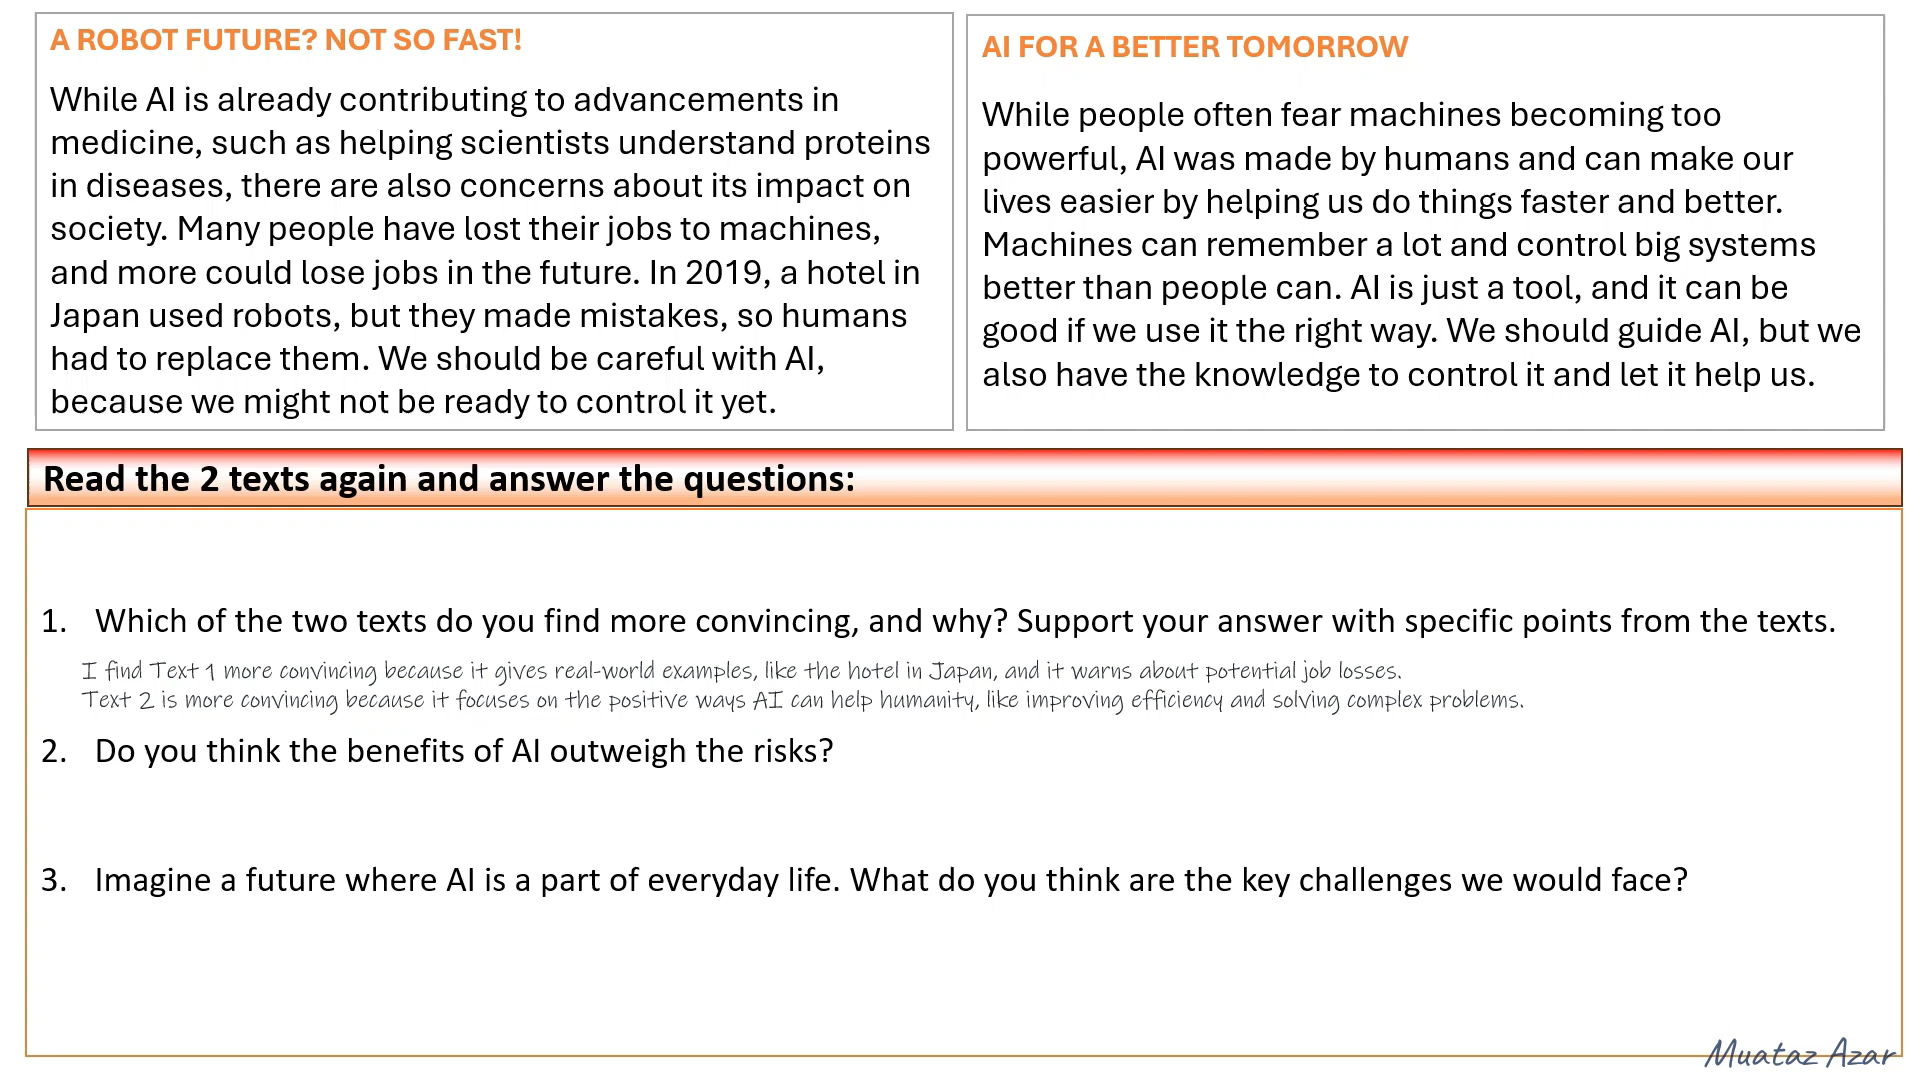 A ROBOT FUTURE? NOT SO FAST!
While AI is already contributing to advancements in
medicine, such as helping scientists understand proteins
in diseases, there are also concerns about its impact on
society. Many people have lost their jobs to machines,
and more could lose jobs in the future. In 2019, a hotel in
Japan used robots, but they made mistakes, so humans
had to replace them. We should be careful with AI,
because we might not be ready to control it yet.
AI FOR A BETTER TOMORROW
While people often fear machines becoming too
powerful, AI was made by humans and can make our
lives easier by helping us do things faster and better.
Machines can remember a lot and control big systems
better than people can. AI is just a tool, and it can be
good if we use it the right way. We should guide AI, but we
also have the knowledge to control it and let it help us.
Read the 2 texts again and answer the questions:
1. Which of the two texts do you find more convincing, and why? Support your answer with specific points from the texts.
I find Text 1 more convincing because it gives real-world examples, like the hotel in Japan, and it warns about potential job losses.
Text 2 is more convincing because it focuses on the positive ways AI can help humanity, like improving efficiency and solving complex problems.
2. Do you think the benefits of AI outweigh the risks?
3. Imagine a future where AI is a part of everyday life. What do you think are the key challenges we would face?
Muataz Azar